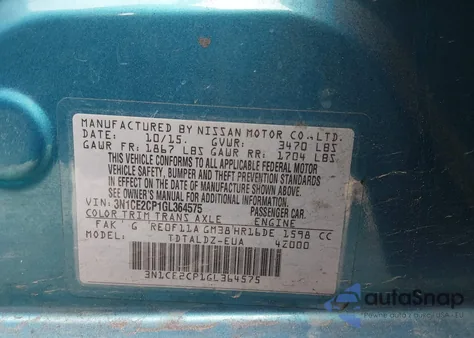 MANUFACTURED BY NISSAN MOTOR CO., LTD.
DATE: 10/15. GVWR: 3470 LBS
GAWR FR: 1867 LBS GAWR RR: 1704 LBS
THIS VEHICLE CONFORMS TO ALL APPLICABLE FEDERAL MOTOR
VEHICLE SAFETY, BUMPER AND THEFT PREVENTION STANDARDS
IN EFFECT ON THE DATE OF MANUFACTURE SHOWN ABOVE. SEE
OWNER'S MANUAL FOR ADDITIONAL INFORMATION.
VIN: 3N1CE2CP1GL364575 PASSENGER CAR.
COLOR TRIM TRANS AXLE ENGINE
FAK G RE0F11A GM38 HR16DE 1598 CC
MODEL: TDTALDZ-EUA 42000
3N1CE2CP1GL364575
autoSnap